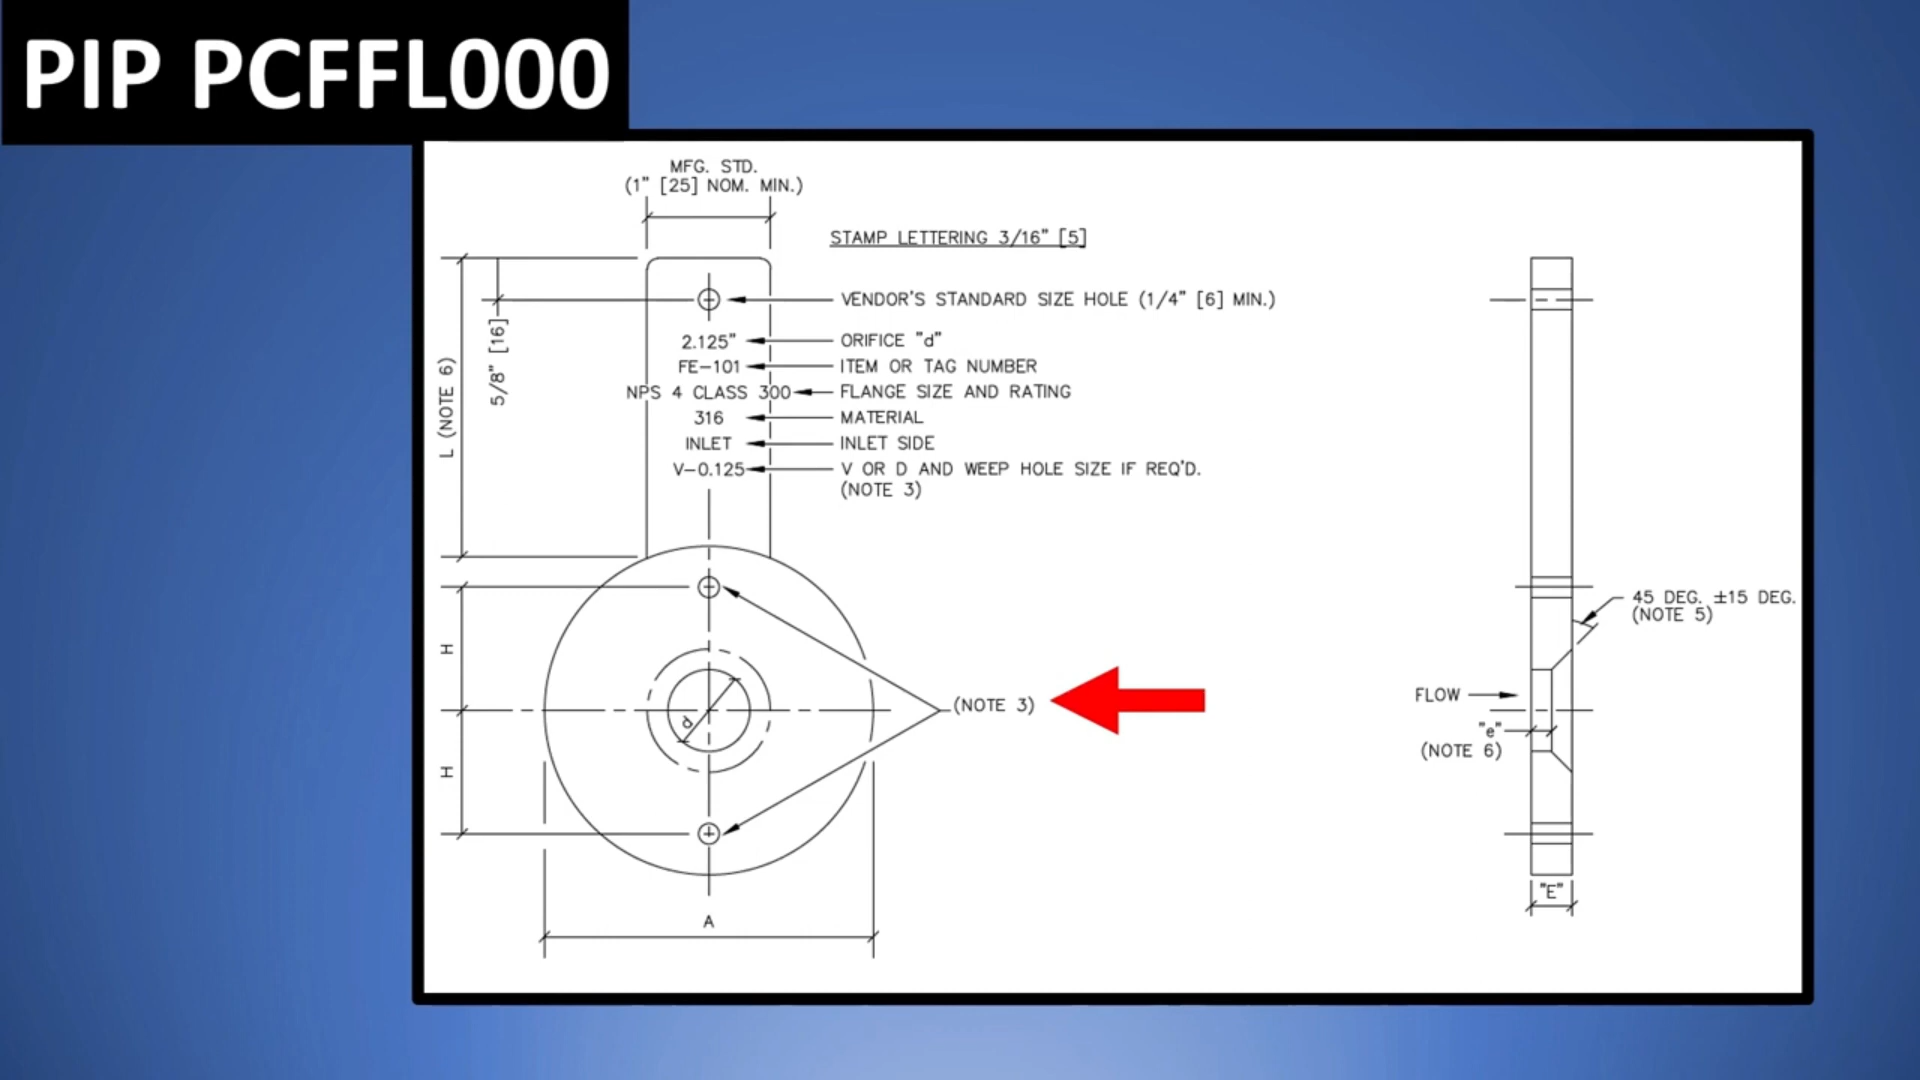 PIP PCFFL000
MFG. STD.
(1" [25] NOM. MIN.)
STAMP LETTERING 3/16" [5]
VENDOR'S STANDARD SIZE HOLE (1/4" [6] MIN.)
5/8" [16]
L (NOTE 6)
2.125" ORIFICE "d"
FE-101 ITEM OR TAG NUMBER
NPS 4 CLASS 300 FLANGE SIZE AND RATING
316 MATERIAL
INLET INLET SIDE
V-0.125 V OR D AND WEEP HOLE SIZE IF REQ'D.
(NOTE 3)
45 DEG. ±15 DEG.
(NOTE 5)
H
FLOW
(NOTE 3)
d
"e"
(NOTE 6)
H
"E"
A